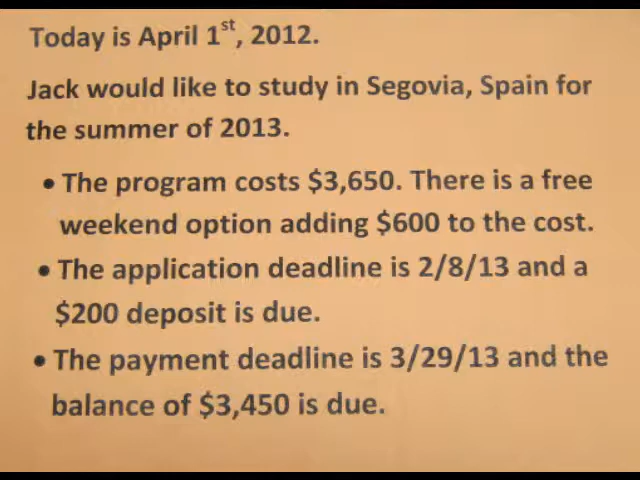 Today is April 1st, 2012.
Jack would like to study in Segovia, Spain for
the summer of 2013.
• The program costs $3,650. There is a free
weekend option adding $600 to the cost.
• The application deadline is 2/8/13 and a
$200 deposit is due.
• The payment deadline is 3/29/13 and the
balance of $3,450 is due.